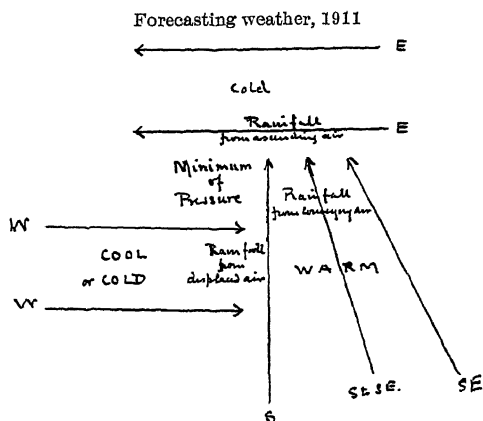 Forecasting weather, 1911
E
Cold
Rainfall
from ascending air
E
Minimum
of
Pressure
Rainfall
from converging air
W
COOL
or COLD
Rainfall
from
displaced air
WARM
W
S & SE.
SE
S